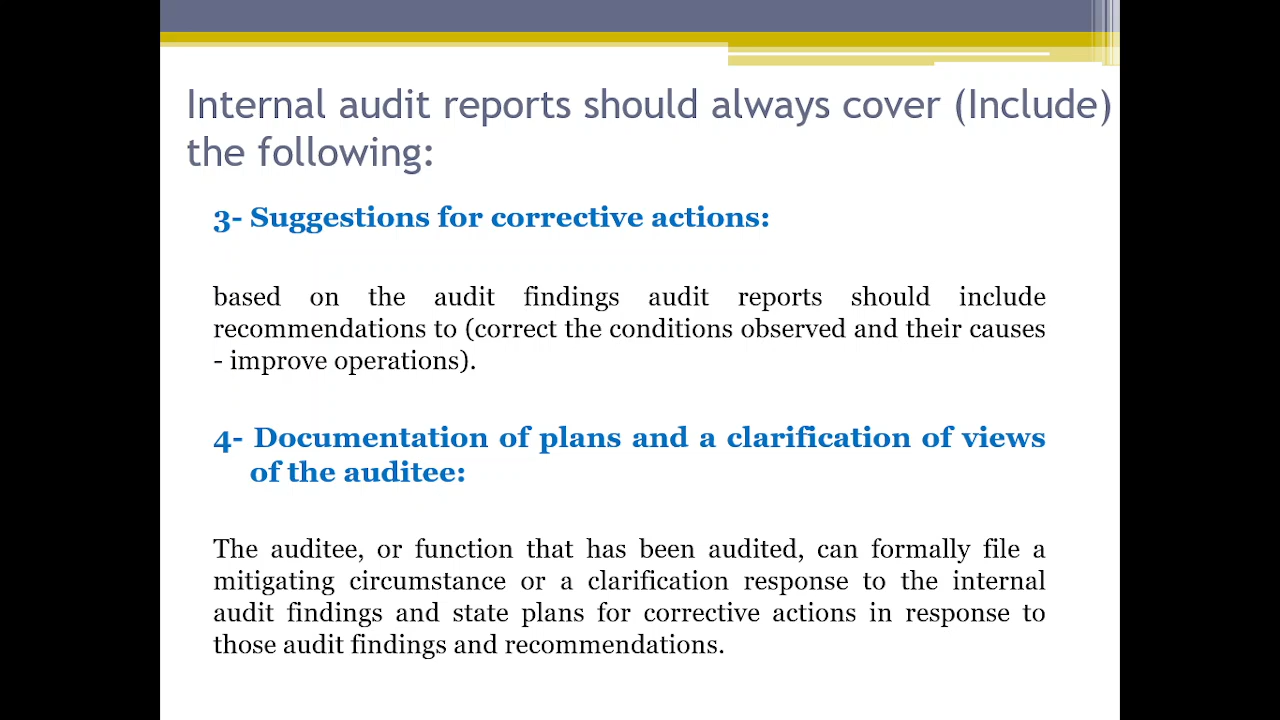 Internal audit reports should always cover (Include)
the following:
3- Suggestions for corrective actions:
based on the audit findings audit reports should include
recommendations to (correct the conditions observed and their causes
- improve operations).
4- Documentation of plans and a clarification of views
of the auditee:
The auditee, or function that has been audited, can formally file a
mitigating circumstance or a clarification response to the internal
audit findings and state plans for corrective actions in response to
those audit findings and recommendations.